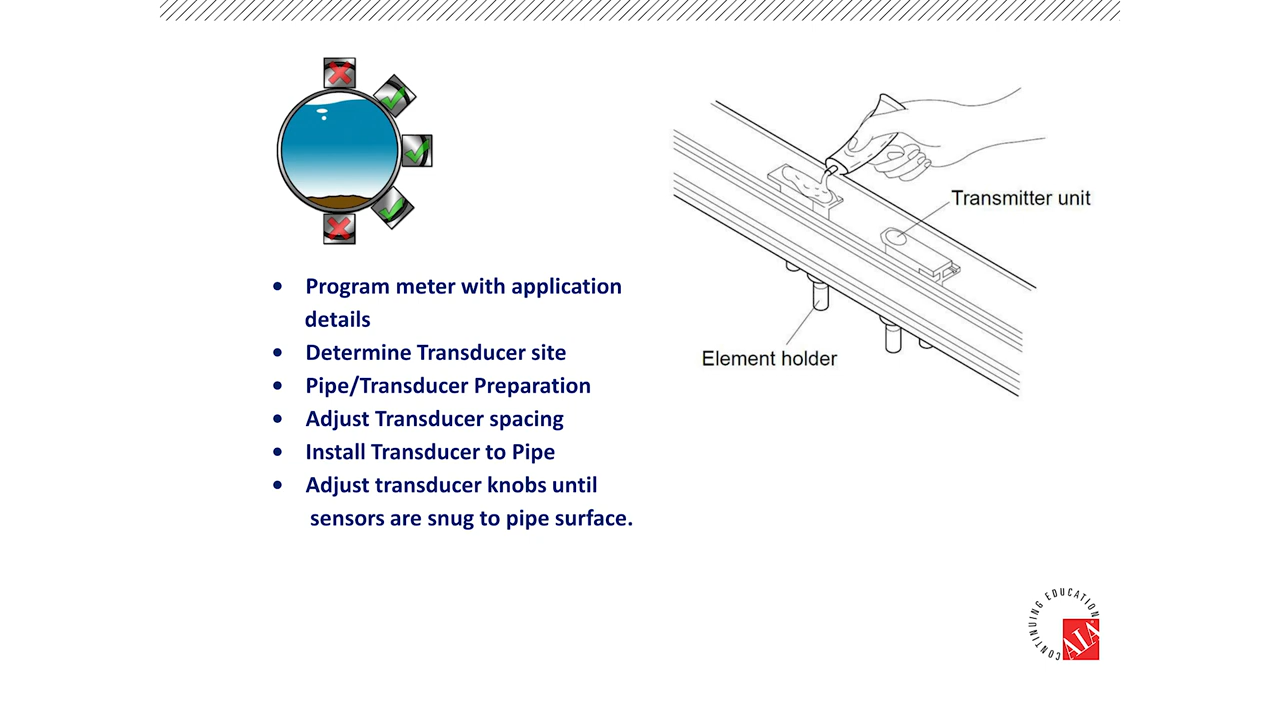 Transmitter unit
Element holder
• Program meter with application
details
• Determine Transducer site
• Pipe/Transducer Preparation
• Adjust Transducer spacing
• Install Transducer to Pipe
• Adjust transducer knobs until
sensors are snug to pipe surface.
CONTINUING EDUCATION
AIA